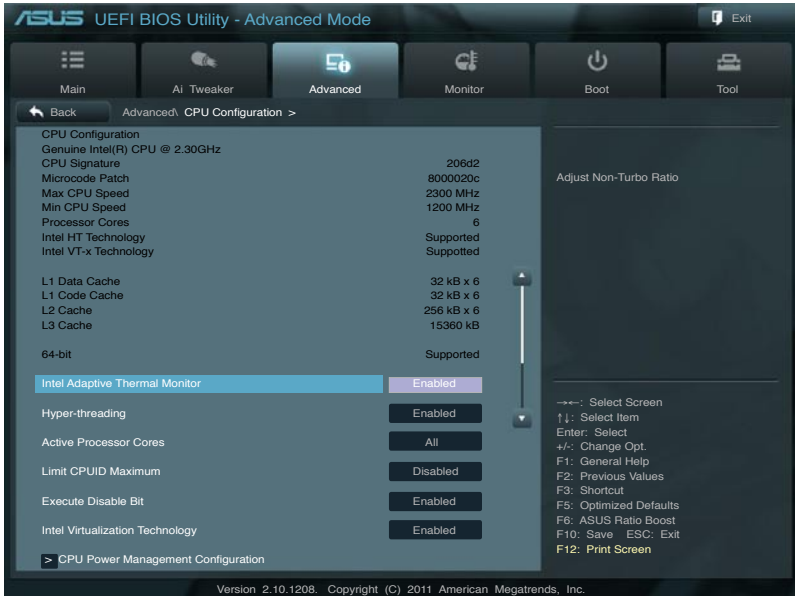 ASUS UEFI BIOS Utility - Advanced Mode
Exit
Main
Ai Tweaker
Advanced
Monitor
Boot
Tool
Back
Advanced\ CPU Configuration >
CPU Configuration
Genuine Intel(R) CPU @ 2.30GHz
CPU Signature 206d2
Microcode Patch 8000020c
Max CPU Speed 2300 MHz
Min CPU Speed 1200 MHz
Processor Cores 6
Intel HT Technology Supported
Intel VT-x Technology Suppotted
L1 Data Cache 32 kB x 6
L1 Code Cache 32 kB x 6
L2 Cache 256 kB x 6
L3 Cache 15360 kB
64-bit Supported
Intel Adaptive Thermal Monitor Enabled
Hyper-threading Enabled
Active Processor Cores All
Limit CPUID Maximum Disabled
Execute Disable Bit Enabled
Intel Virtualization Technology Enabled
> CPU Power Management Configuration
Adjust Non-Turbo Ratio
→←: Select Screen
↑↓: Select Item
Enter: Select
+/-: Change Opt.
F1: General Help
F2: Previous Values
F3: Shortcut
F5: Optimized Defaults
F6: ASUS Ratio Boost
F10: Save ESC: Exit
F12: Print Screen
Version 2.10.1208. Copyright (C) 2011 American Megatrends, Inc.